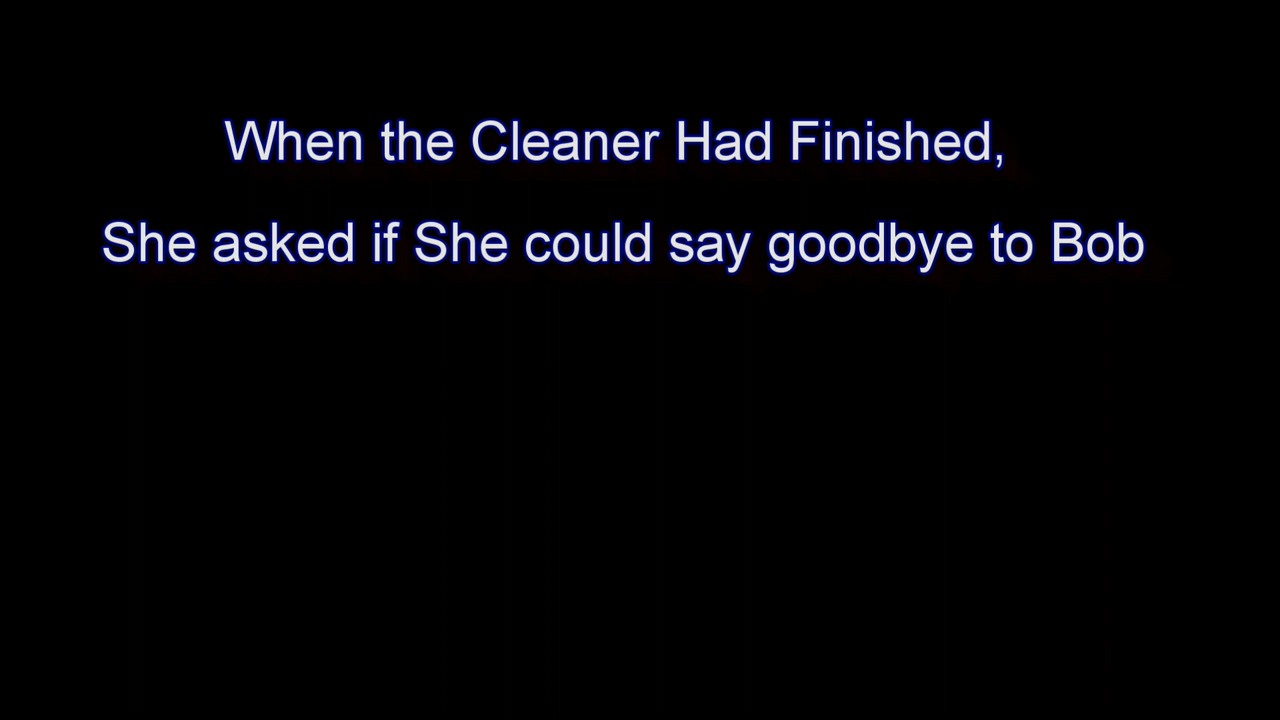 When the Cleaner Had Finished,
She asked if She could say goodbye to Bob